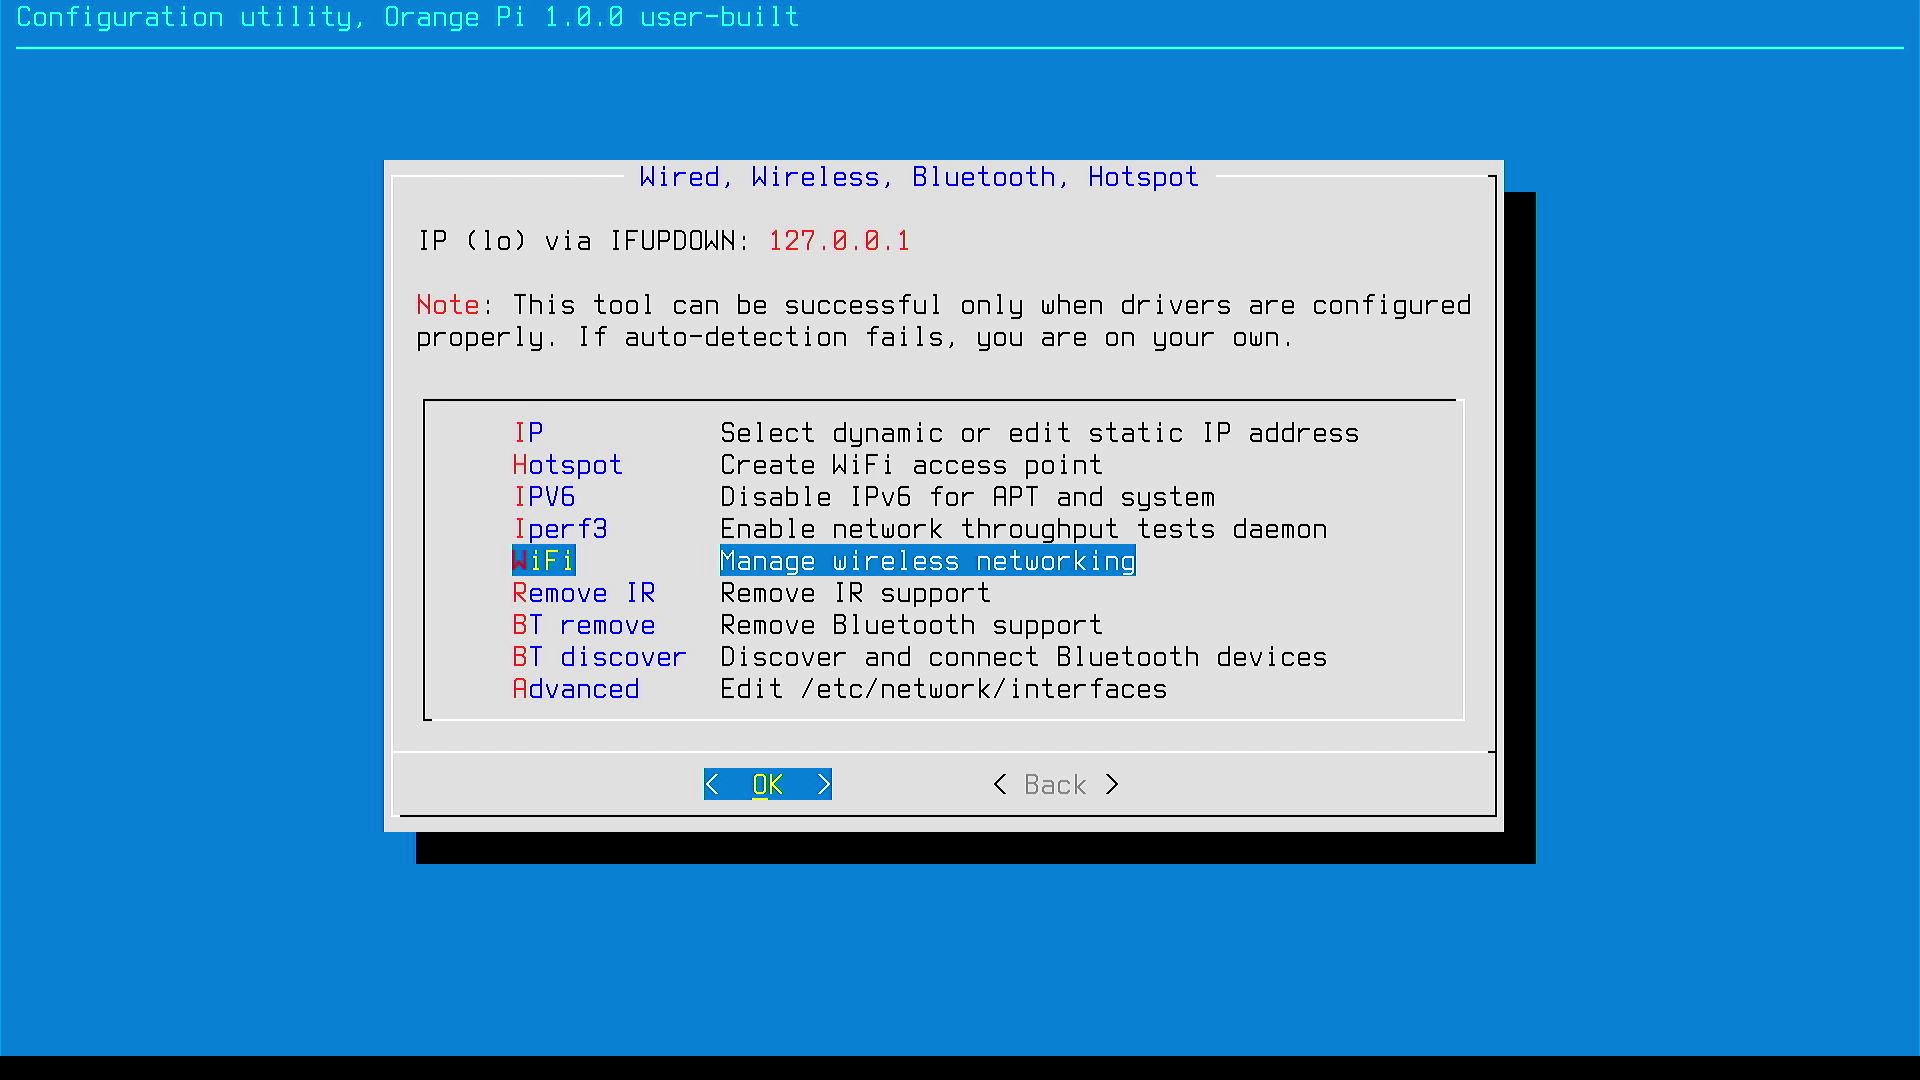 Configuration utility, Orange Pi 1.0.0 user-built
Wired, Wireless, Bluetooth, Hotspot
IP (lo) via IFUPDOWN: 127.0.0.1
Note: This tool can be successful only when drivers are configured
properly. If auto-detection fails, you are on your own.
IP Select dynamic or edit static IP address
Hotspot Create WiFi access point
IPV6 Disable IPv6 for APT and system
Iperf3 Enable network throughput tests daemon
WiFi Manage wireless networking
Remove IR Remove IR support
BT remove Remove Bluetooth support
BT discover Discover and connect Bluetooth devices
Advanced Edit /etc/network/interfaces
< OK > < Back >